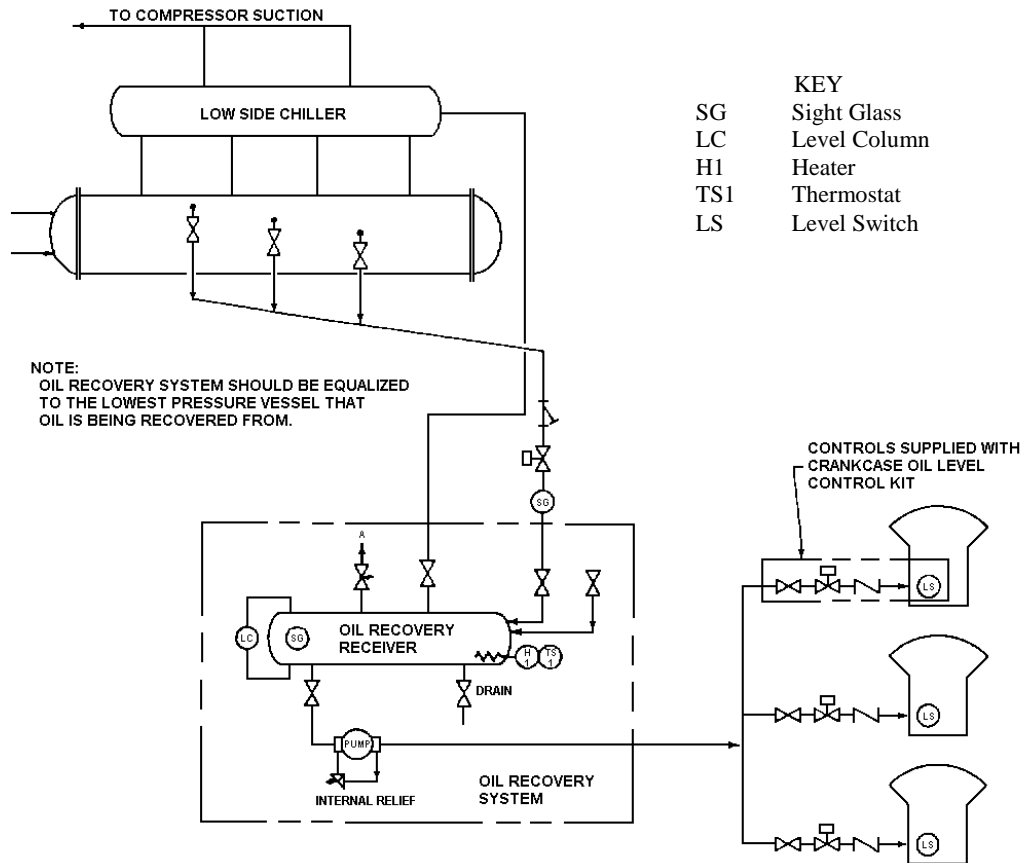 TO COMPRESSOR SUCTION
LOW SIDE CHILLER
KEY
SG Sight Glass
LC Level Column
H1 Heater
TS1 Thermostat
LS Level Switch
NOTE:
OIL RECOVERY SYSTEM SHOULD BE EQUALIZED
TO THE LOWEST PRESSURE VESSEL THAT
OIL IS BEING RECOVERED FROM.
CONTROLS SUPPLIED WITH
CRANKCASE OIL LEVEL
CONTROL KIT
SG
A
LS
LC
SG
OIL RECOVERY
RECEIVER
H
1
TS
1
DRAIN
LS
PUMP
INTERNAL RELIEF
OIL RECOVERY
SYSTEM
LS